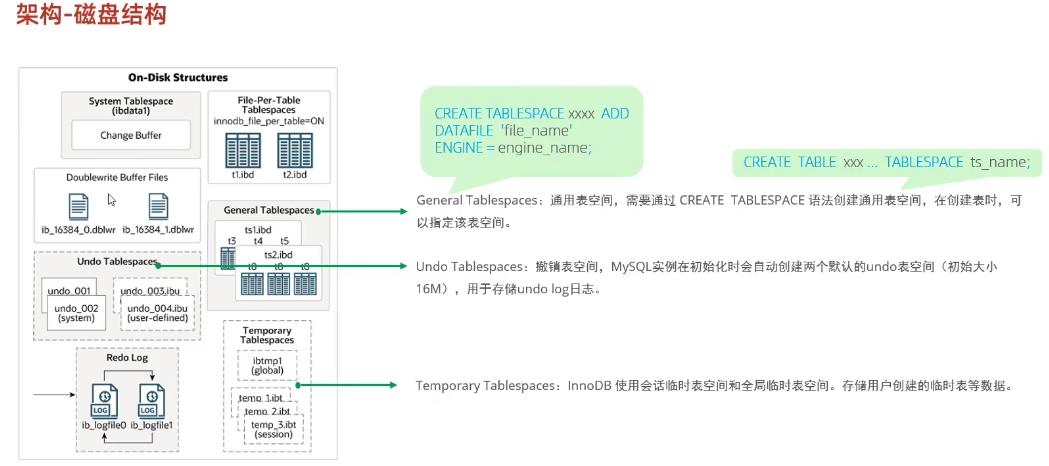 架构-磁盘结构
On-Disk Structures
System Tablespace
(ibdata1)
Change Buffer
File-Per-Table
Tablespaces
innodb_file_per_table=ON
t1.ibd
t2.ibd
Doublewrite Buffer Files
ib_16384_0.dblwr
ib_16384_1.dblwr
General Tablespaces
ts1.ibd
t3
t4
t5
ts2.ibd
Undo Tablespaces
undo_001
undo_002
(system)
undo_003.ibu
undo_004.ibu
(user-defined)
Temporary
Tablespaces
ibtmp1
(global)
temp_1.ibt
temp_2.ibt
temp_3.ibt
(session)
Redo Log
LOG
LOG
ib_logfile0
ib_logfile1
CREATE TABLESPACE xxxx ADD
DATAFILE 'file_name'
ENGINE = engine_name;
CREATE TABLE xxx ... TABLESPACE ts_name;
General Tablespaces：通用表空间，需要通过 CREATE TABLESPACE 语法创建通用表空间，在创建表时，可
以指定该表空间。
Undo Tablespaces：撤销表空间，MySQL实例在初始化时会自动创建两个默认的undo表空间（初始大小
16M），用于存储undo log日志。
Temporary Tablespaces：InnoDB 使用会话临时表空间和全局临时表空间。存储用户创建的临时表等数据。